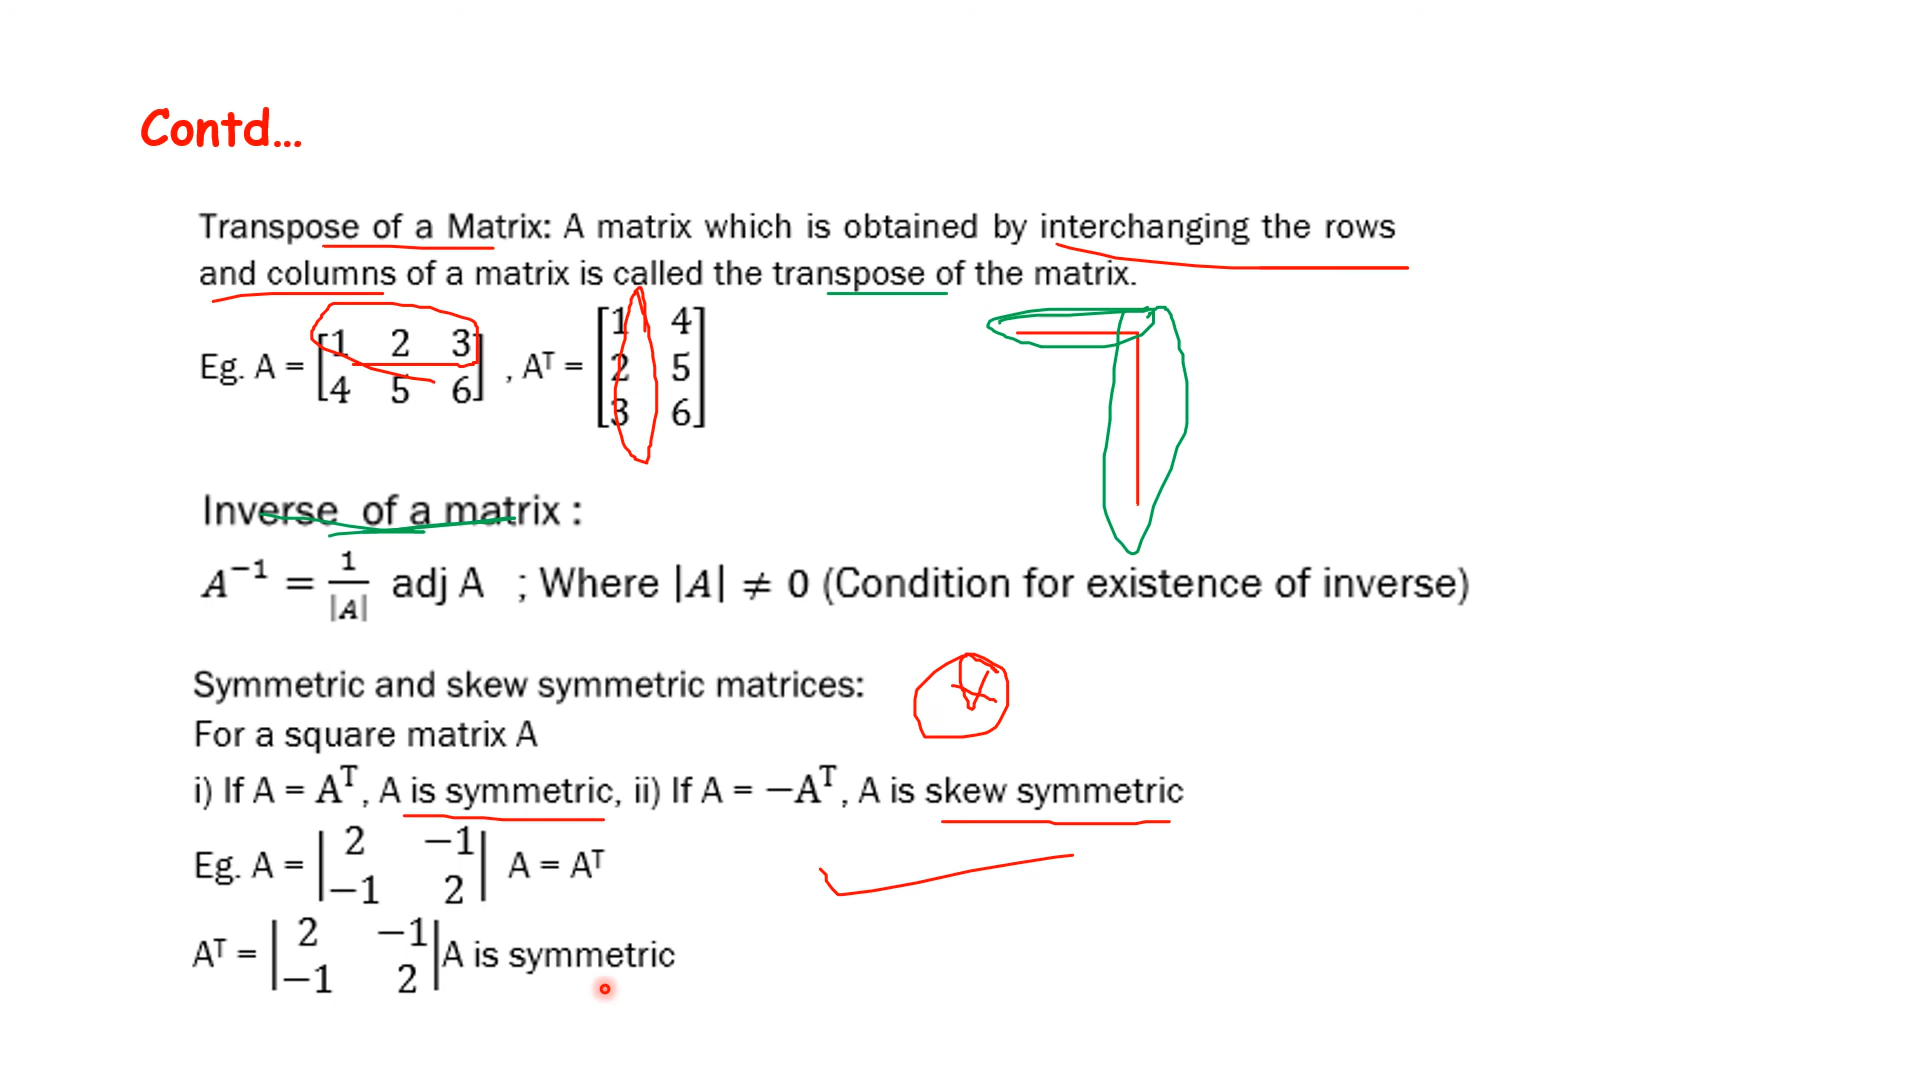 Contd...
Transpose of a Matrix: A matrix which is obtained by interchanging the rows
and columns of a matrix is called the transpose of the matrix.
Eg. A = [1 2 3
4 5 6] , Aᵀ = [1 4
2 5
3 6]
Inverse of a matrix :
A⁻¹ = 1/|A| adj A ; Where |A| ≠ 0 (Condition for existence of inverse)
Symmetric and skew symmetric matrices:
For a square matrix A
i) If A = Aᵀ, A is symmetric, ii) If A = −Aᵀ, A is skew symmetric
Eg. A = |2 −1
−1 2| A = Aᵀ
Aᵀ = |2 −1
−1 2| A is symmetric